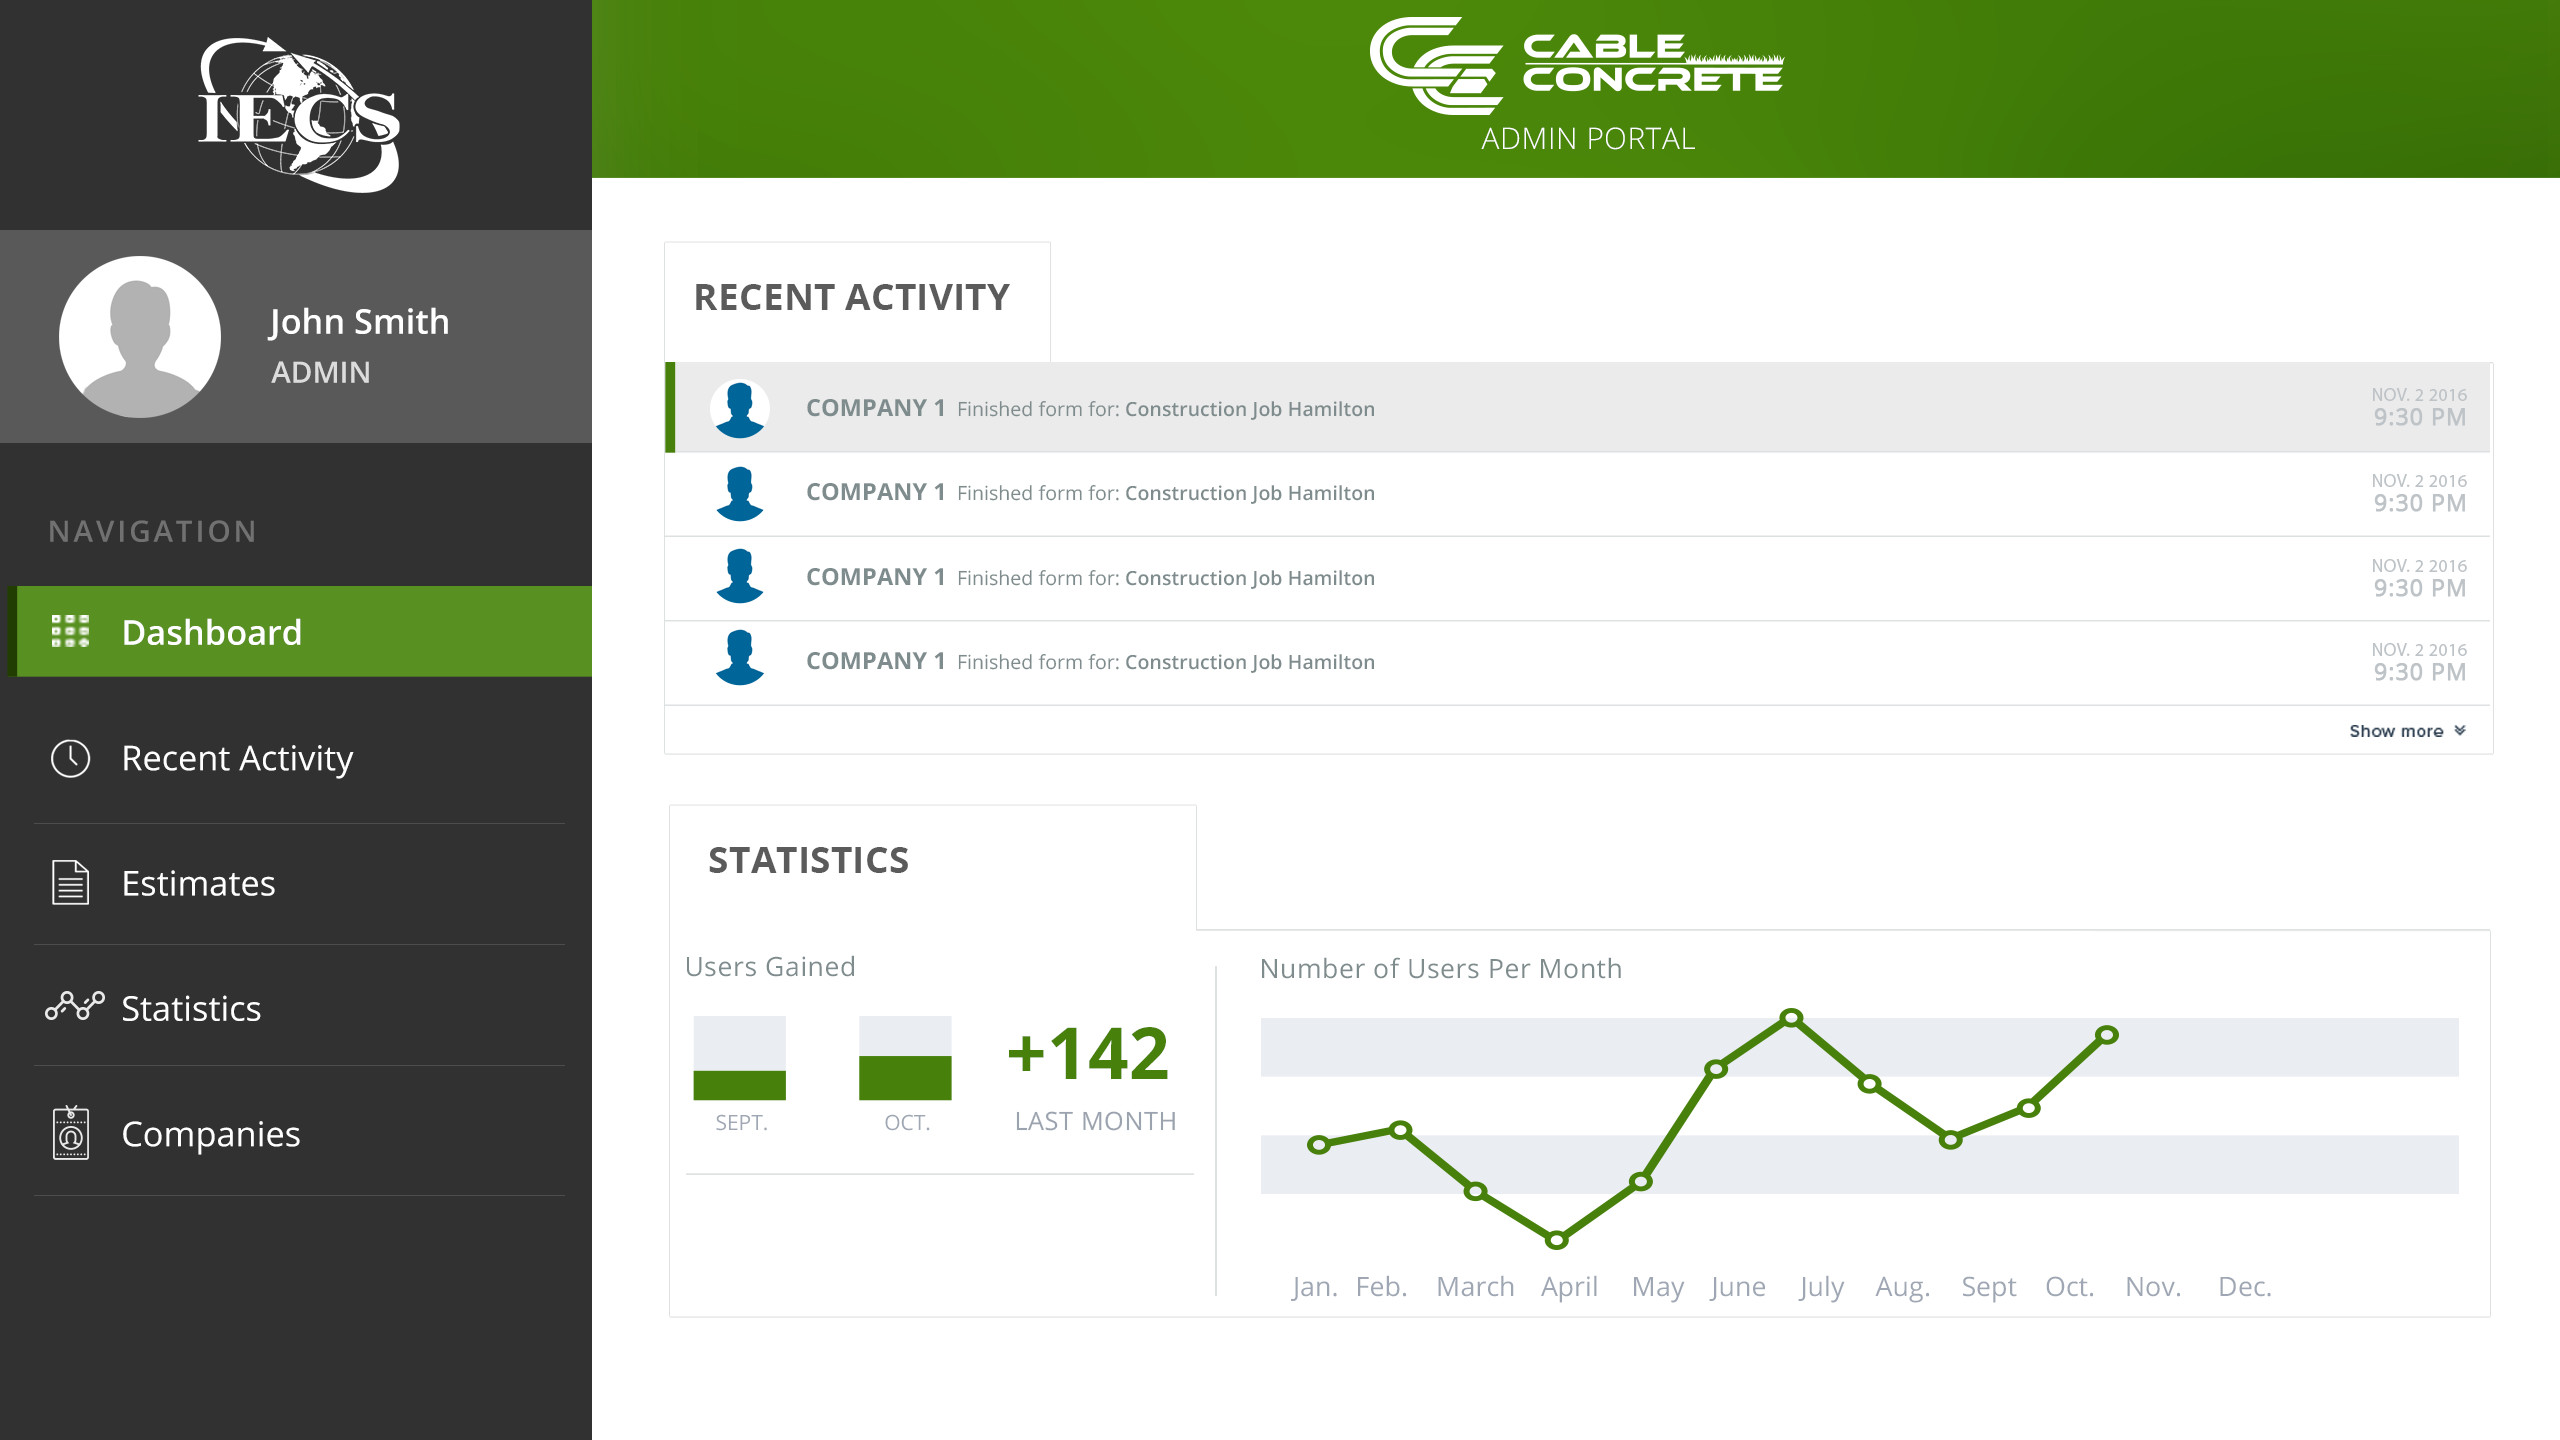 IECS
CABLE
CONCRETE
ADMIN PORTAL
John Smith
ADMIN
NAVIGATION
Dashboard
Recent Activity
Estimates
Statistics
Companies
RECENT ACTIVITY
COMPANY 1 Finished form for: Construction Job Hamilton
NOV. 2 2016
9:30 PM
COMPANY 1 Finished form for: Construction Job Hamilton
NOV. 2 2016
9:30 PM
COMPANY 1 Finished form for: Construction Job Hamilton
NOV. 2 2016
9:30 PM
COMPANY 1 Finished form for: Construction Job Hamilton
NOV. 2 2016
9:30 PM
Show more
STATISTICS
Users Gained
+142
SEPT. OCT. LAST MONTH
Number of Users Per Month
Jan. Feb. March April May June July Aug. Sept Oct. Nov. Dec.